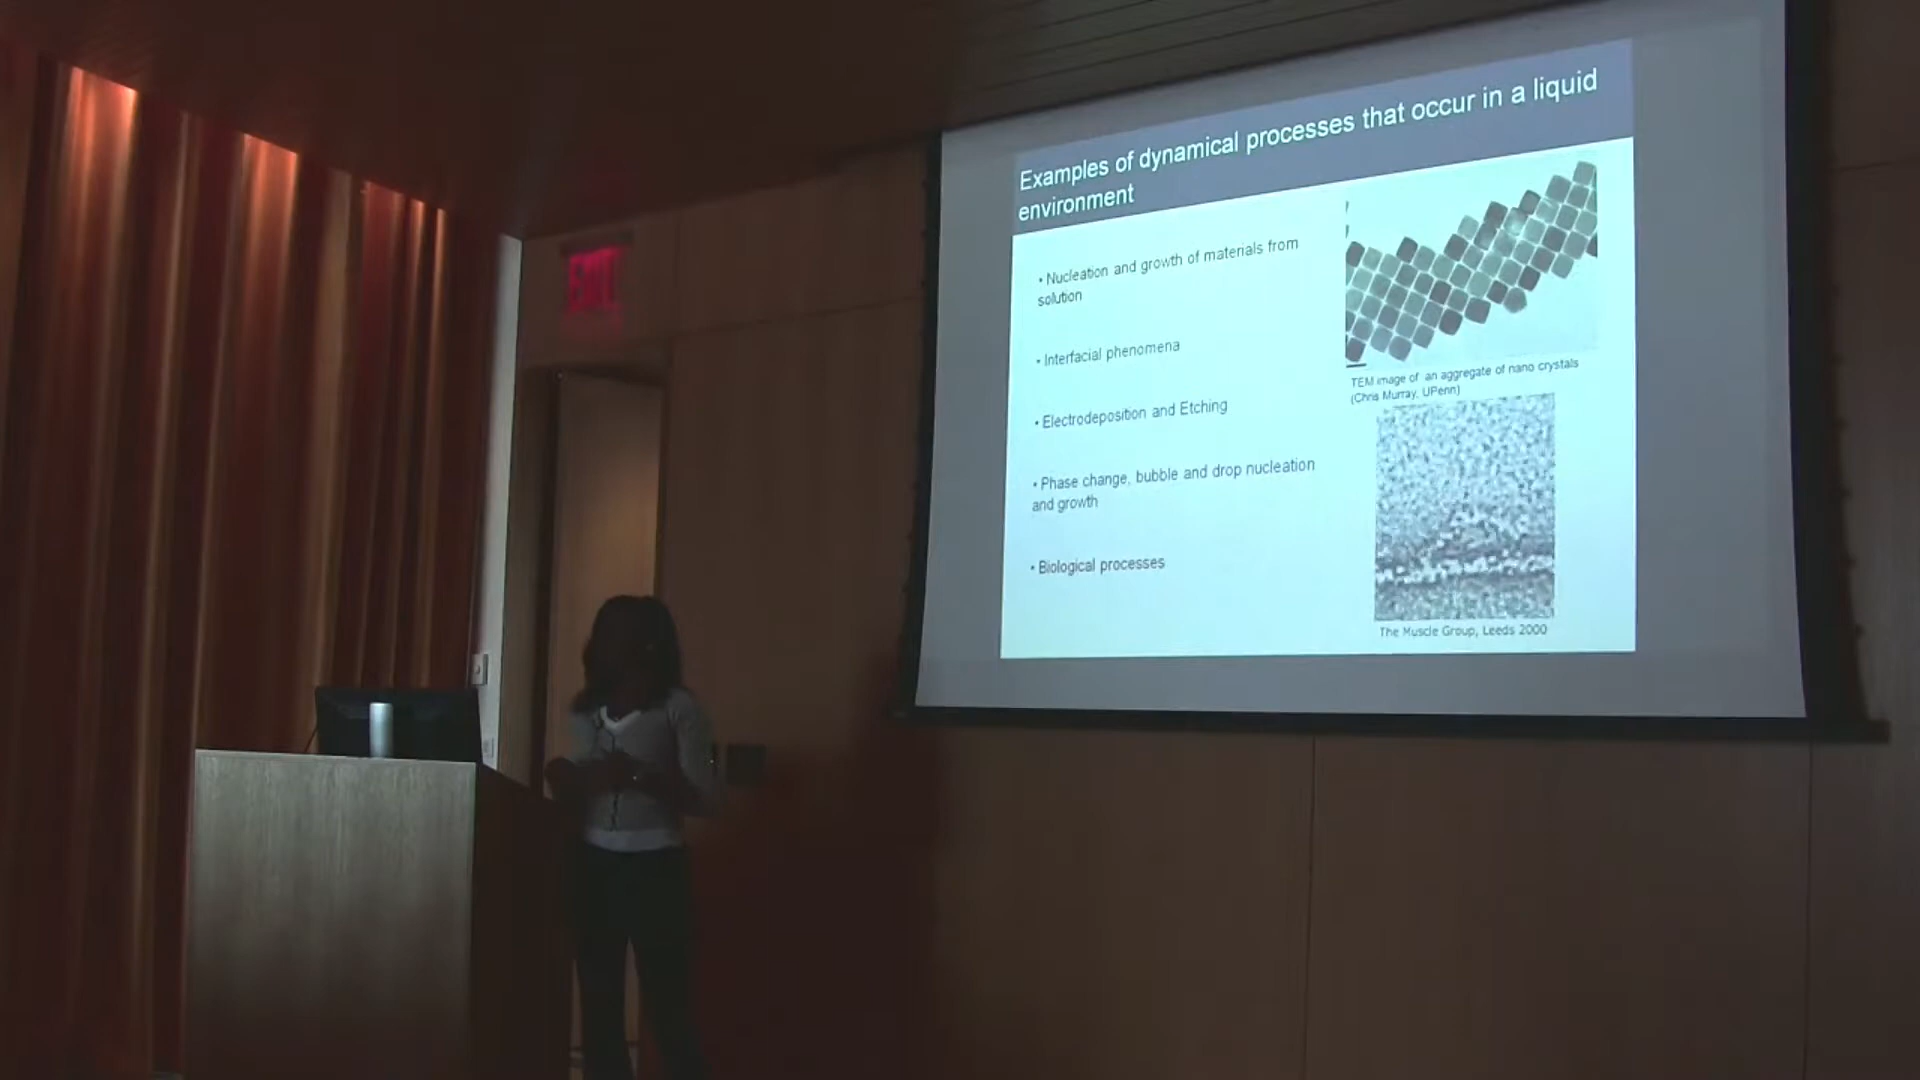 Examples of dynamical processes that occur in a liquid
environment
• Nucleation and growth of materials from
solution
• Interfacial phenomena
• Electrodeposition and Etching
• Phase change, bubble and drop nucleation
and growth
• Biological processes
TEM image of an aggregate of nano crystals
(Chris Murray, UPenn)
The Muscle Group, Leeds 2000
EXIT